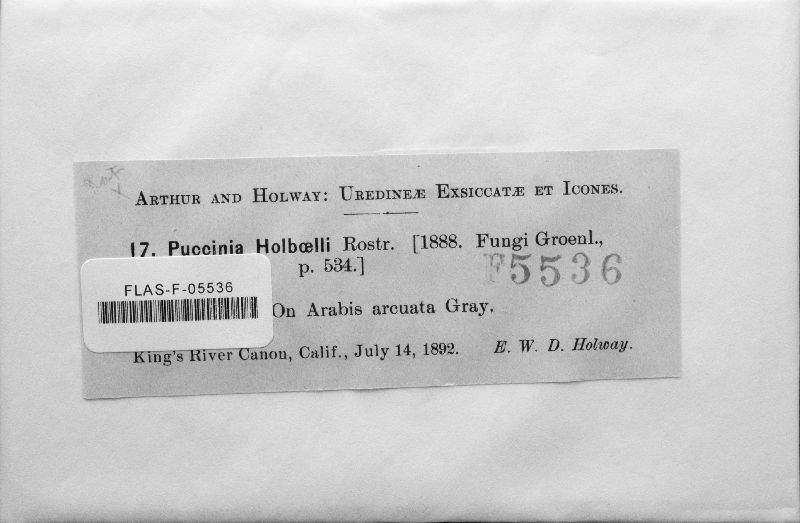 ARTHUR AND HOLWAY: UREDINEÆ EXSICCATÆ ET ICONES.
17. Puccinia Holbœlli Rostr. [1888. Fungi Groenl.,
p. 534.]
F5536
FLAS-F-05536
On Arabis arcuata Gray.
King's River Canon, Calif., July 14, 1892. E. W. D. Holway.